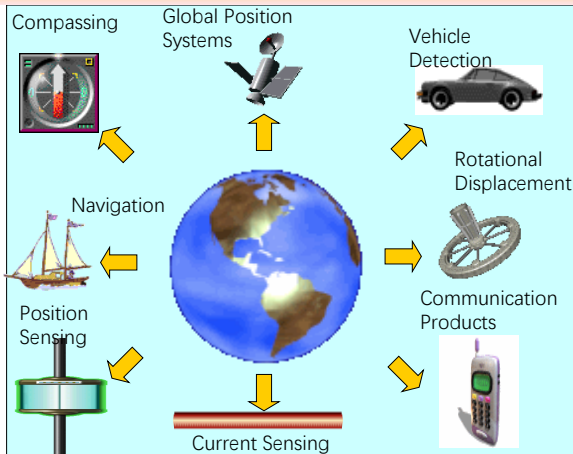 Compassing
Global Position
Systems
Vehicle
Detection
Rotational
Displacement
Navigation
Communication
Products
Position
Sensing
Current Sensing